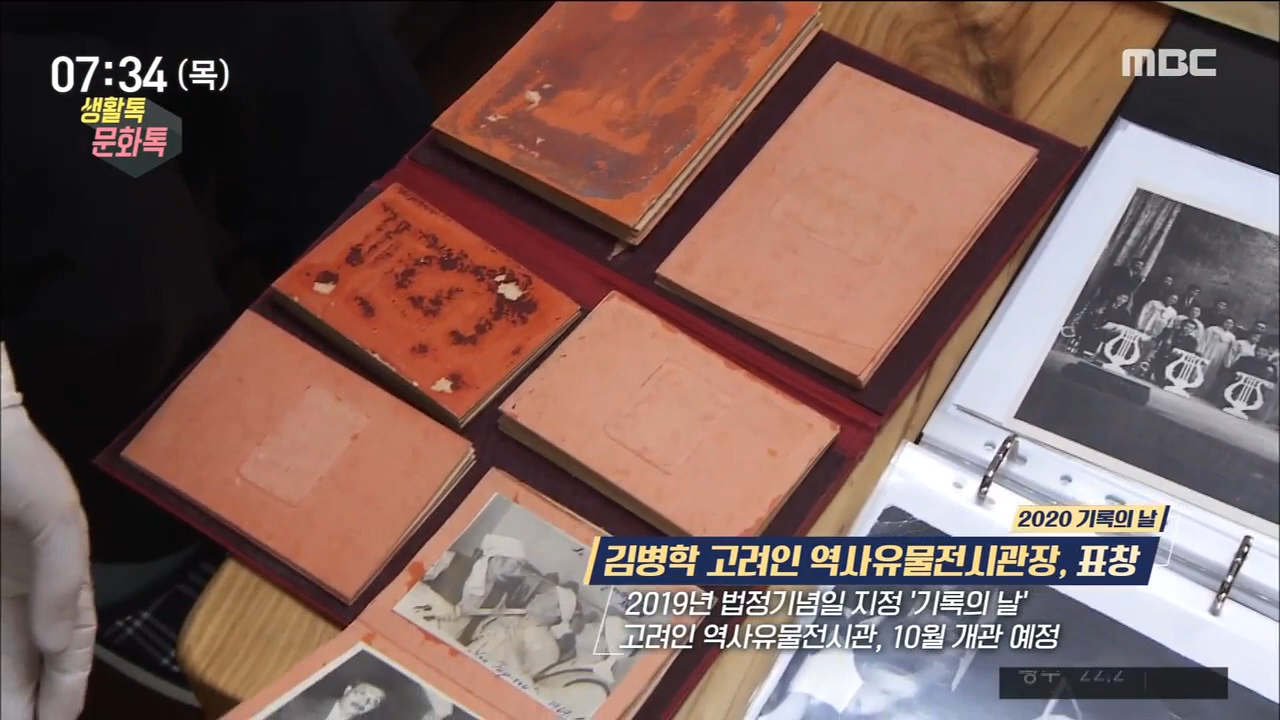 07:34 (목)
MBC
생활톡
문화톡
2020 기록의 날
김병학 고려인 역사유물전시관장, 표창
2019년 법정기념일 지정 '기록의 날'
고려인 역사유물전시관, 10월 개관 예정